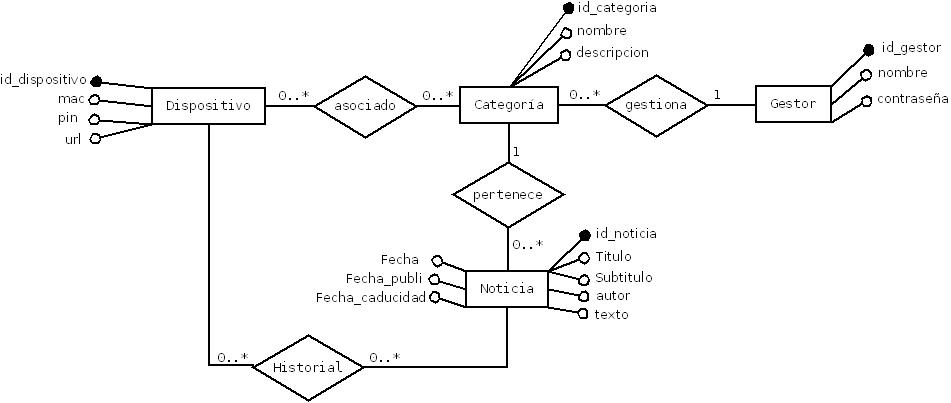 id_categoria
nombre
descripcion
id_gestor
nombre
contraseña
id_dispositivo
mac
pin
url
Dispositivo
0..*
asociado
0..*
Categoria
0..*
gestiona
1
Gestor
1
pertenece
0..*
id_noticia
Titulo
Subtitulo
autor
texto
Fecha
Fecha_publi
Fecha_caducidad
Noticia
0..*
Historial
0..*